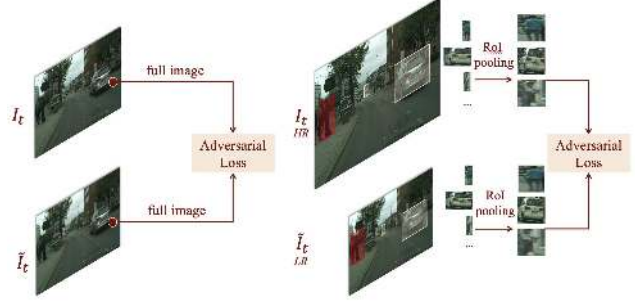 full image
I_t
Adversarial
Loss
full image
Ĩ_t
RoI
pooling
...
I_t
HR
Adversarial
Loss
RoI
pooling
...
Ĩ_t
LR